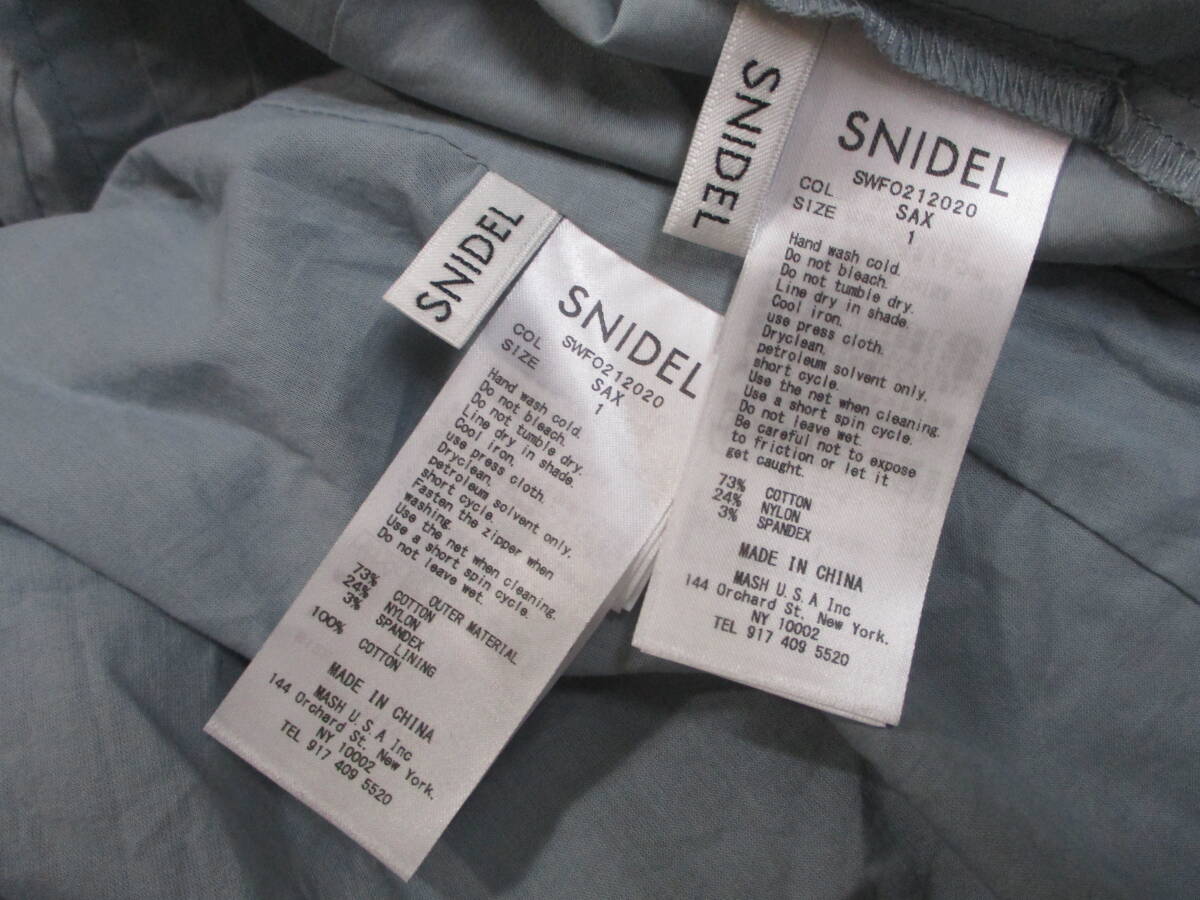 SNIDEL
SNIDEL
SWFO212020
COL SAX
SIZE 1
Hand wash cold.
Do not bleach.
Do not tumble dry.
Line dry in shade.
Cool iron.
use press cloth.
Dryclean.
petroleum solvent only.
short cycle.
Fasten the zipper when
washing.
Use the net when cleaning.
Use a short spin cycle.
Do not leave wet.
OUTER MATERIAL
73% COTTON
24% NYLON
3% SPANDEX
LINING
100% COTTON
MADE IN CHINA
MASH U.S.A Inc
144 Orchard St. New York.
NY 10002
TEL 917 409 5520
SNIDEL
SNIDEL
SWFO212020
COL SAX
SIZE 1
Hand wash cold.
Do not bleach.
Do not tumble dry.
Line dry in shade.
Cool iron.
use press cloth.
Dryclean.
petroleum solvent only.
short cycle.
Use the net when cleaning.
Use a short spin cycle.
Do not leave wet.
Be careful not to expose
to friction or let it
get caught.
73% COTTON
24% NYLON
3% SPANDEX
MADE IN CHINA
MASH U.S.A Inc
144 Orchard St. New York.
NY 10002
TEL 917 409 5520